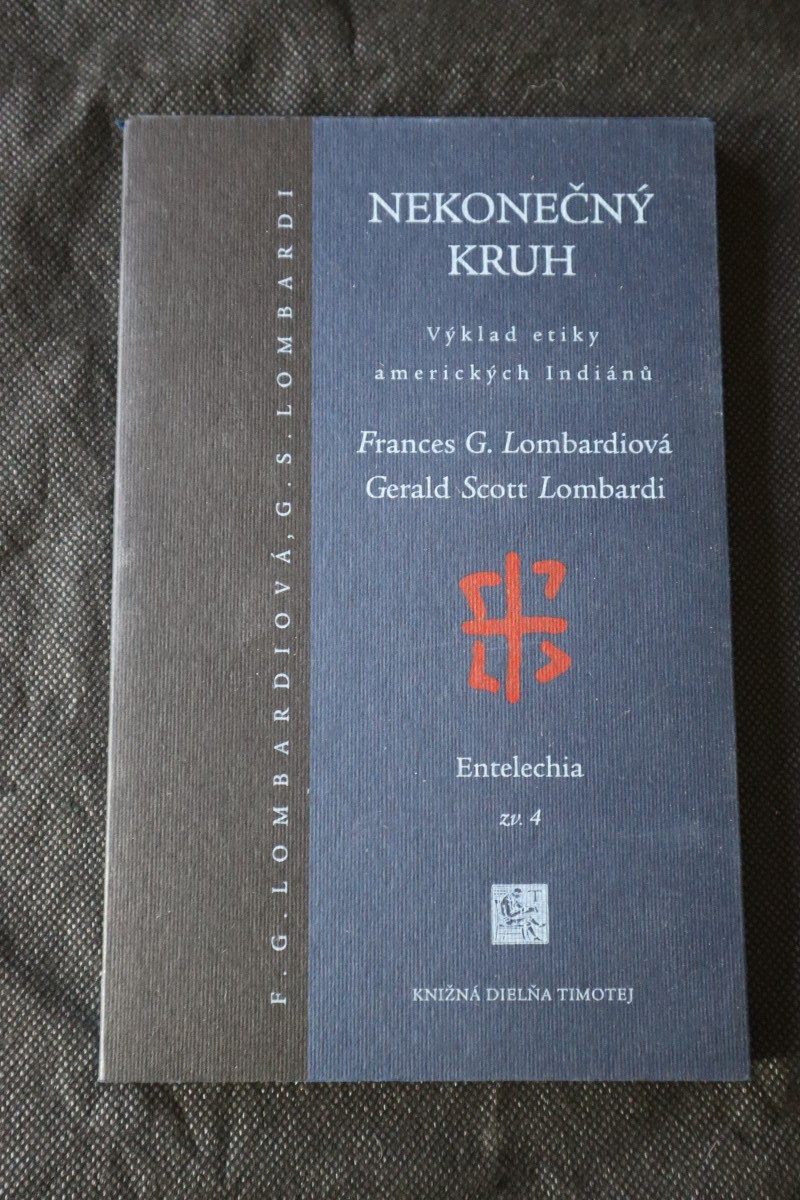 F. G. LOMBARDIOVÁ, G. S. LOMBARDI
NEKONEČNÝ
KRUH
Výklad etiky
amerických Indiánů
Frances G. Lombardiová
Gerald Scott Lombardi
Entelechia
zv. 4
KNIŽNÁ DIELŇA TIMOTEJ